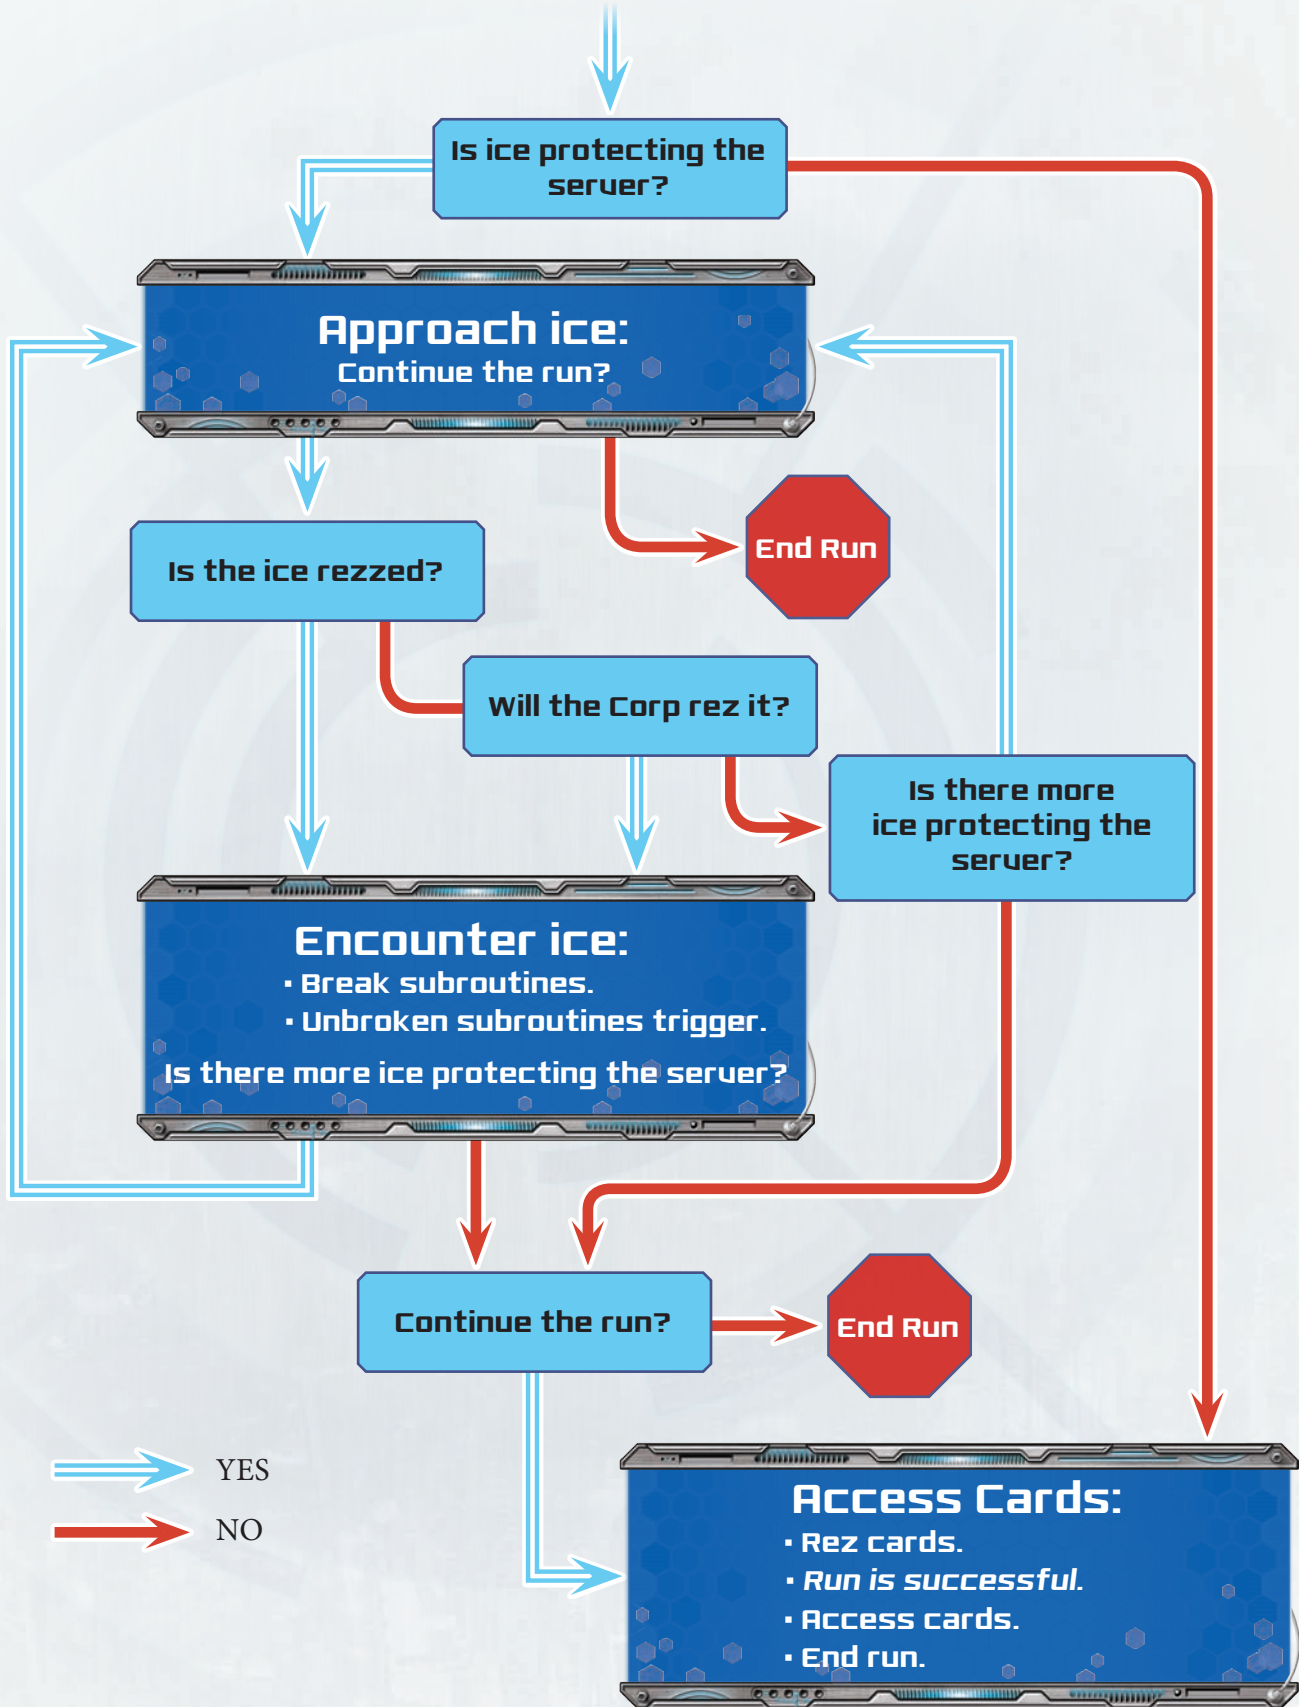 Is ice protecting the
server?
Approach ice:
Continue the run?
End Run
Is the ice rezzed?
Will the Corp rez it?
Is there more
ice protecting the
server?
Encounter ice:
· Break subroutines.
· Unbroken subroutines trigger.
Is there more ice protecting the server?
Continue the run?
End Run
YES
NO
Access Cards:
· Rez cards.
· Run is successful.
· Access cards.
· End run.